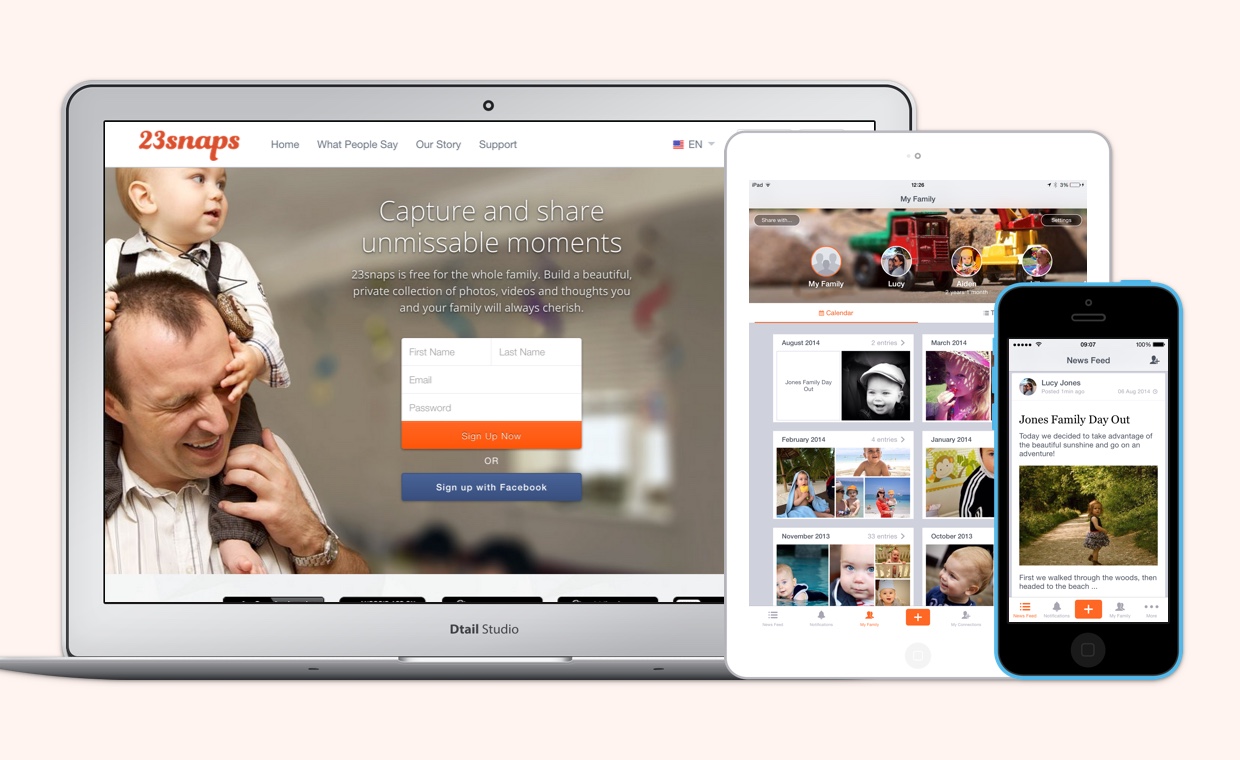 23snaps
Home What People Say Our Story Support
EN
Capture and share
unmissable moments
23snaps is free for the whole family. Build a beautiful,
private collection of photos, videos and thoughts you
and your family will always cherish.
First Name Last Name
Email
Password
Sign Up Now
OR
Sign up with Facebook
Dtail Studio
iPad 12:26 3%
My Family
Share with... Settings
My Family Lucy Aiden
2 years 1 month
Calendar
August 2014 2 entries
Jones Family Day
Out
March 2014
February 2014 4 entries
January 2014
November 2013 33 entries
October 2013
News Feed Notifications My Family My Connections
09:07 100%
News Feed
Lucy Jones
Posted 1min ago 06 Aug 2014
Jones Family Day Out
Today we decided to take advantage of
the beautiful sunshine and go on an
adventure!
First we walked through the woods, then
headed to the beach ...
News Feed Notifications My Family More